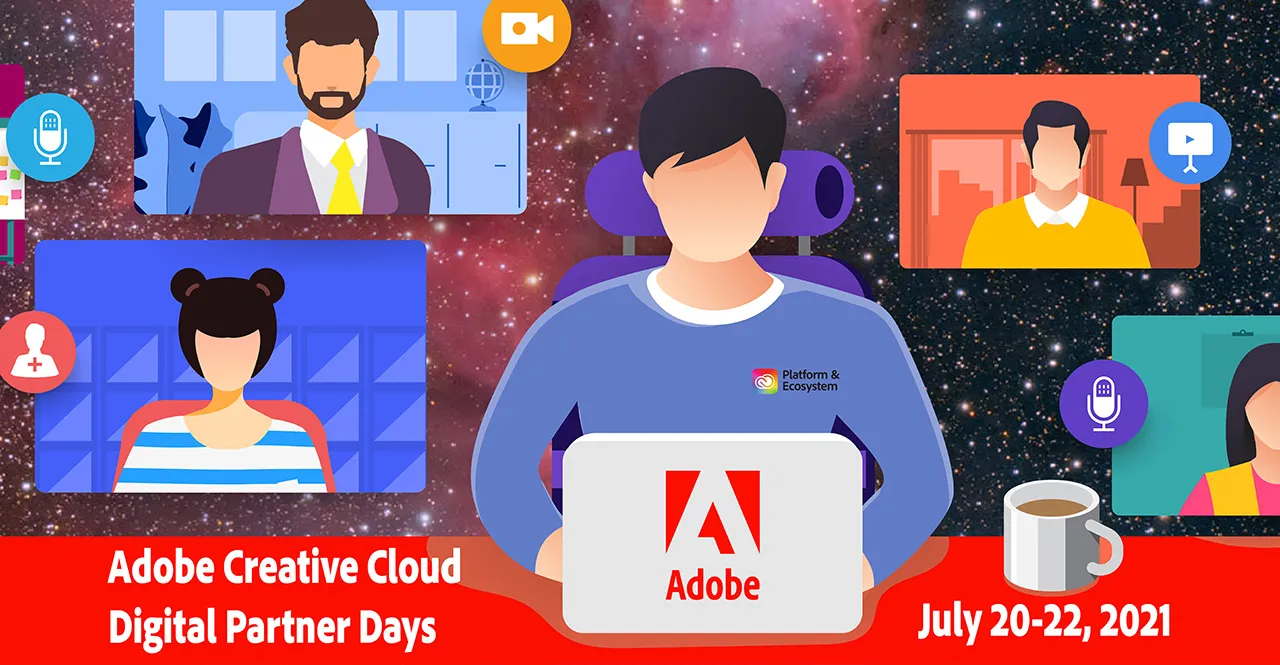 Platform &
Ecosystem
Adobe
Adobe Creative Cloud
Digital Partner Days
July 20-22, 2021